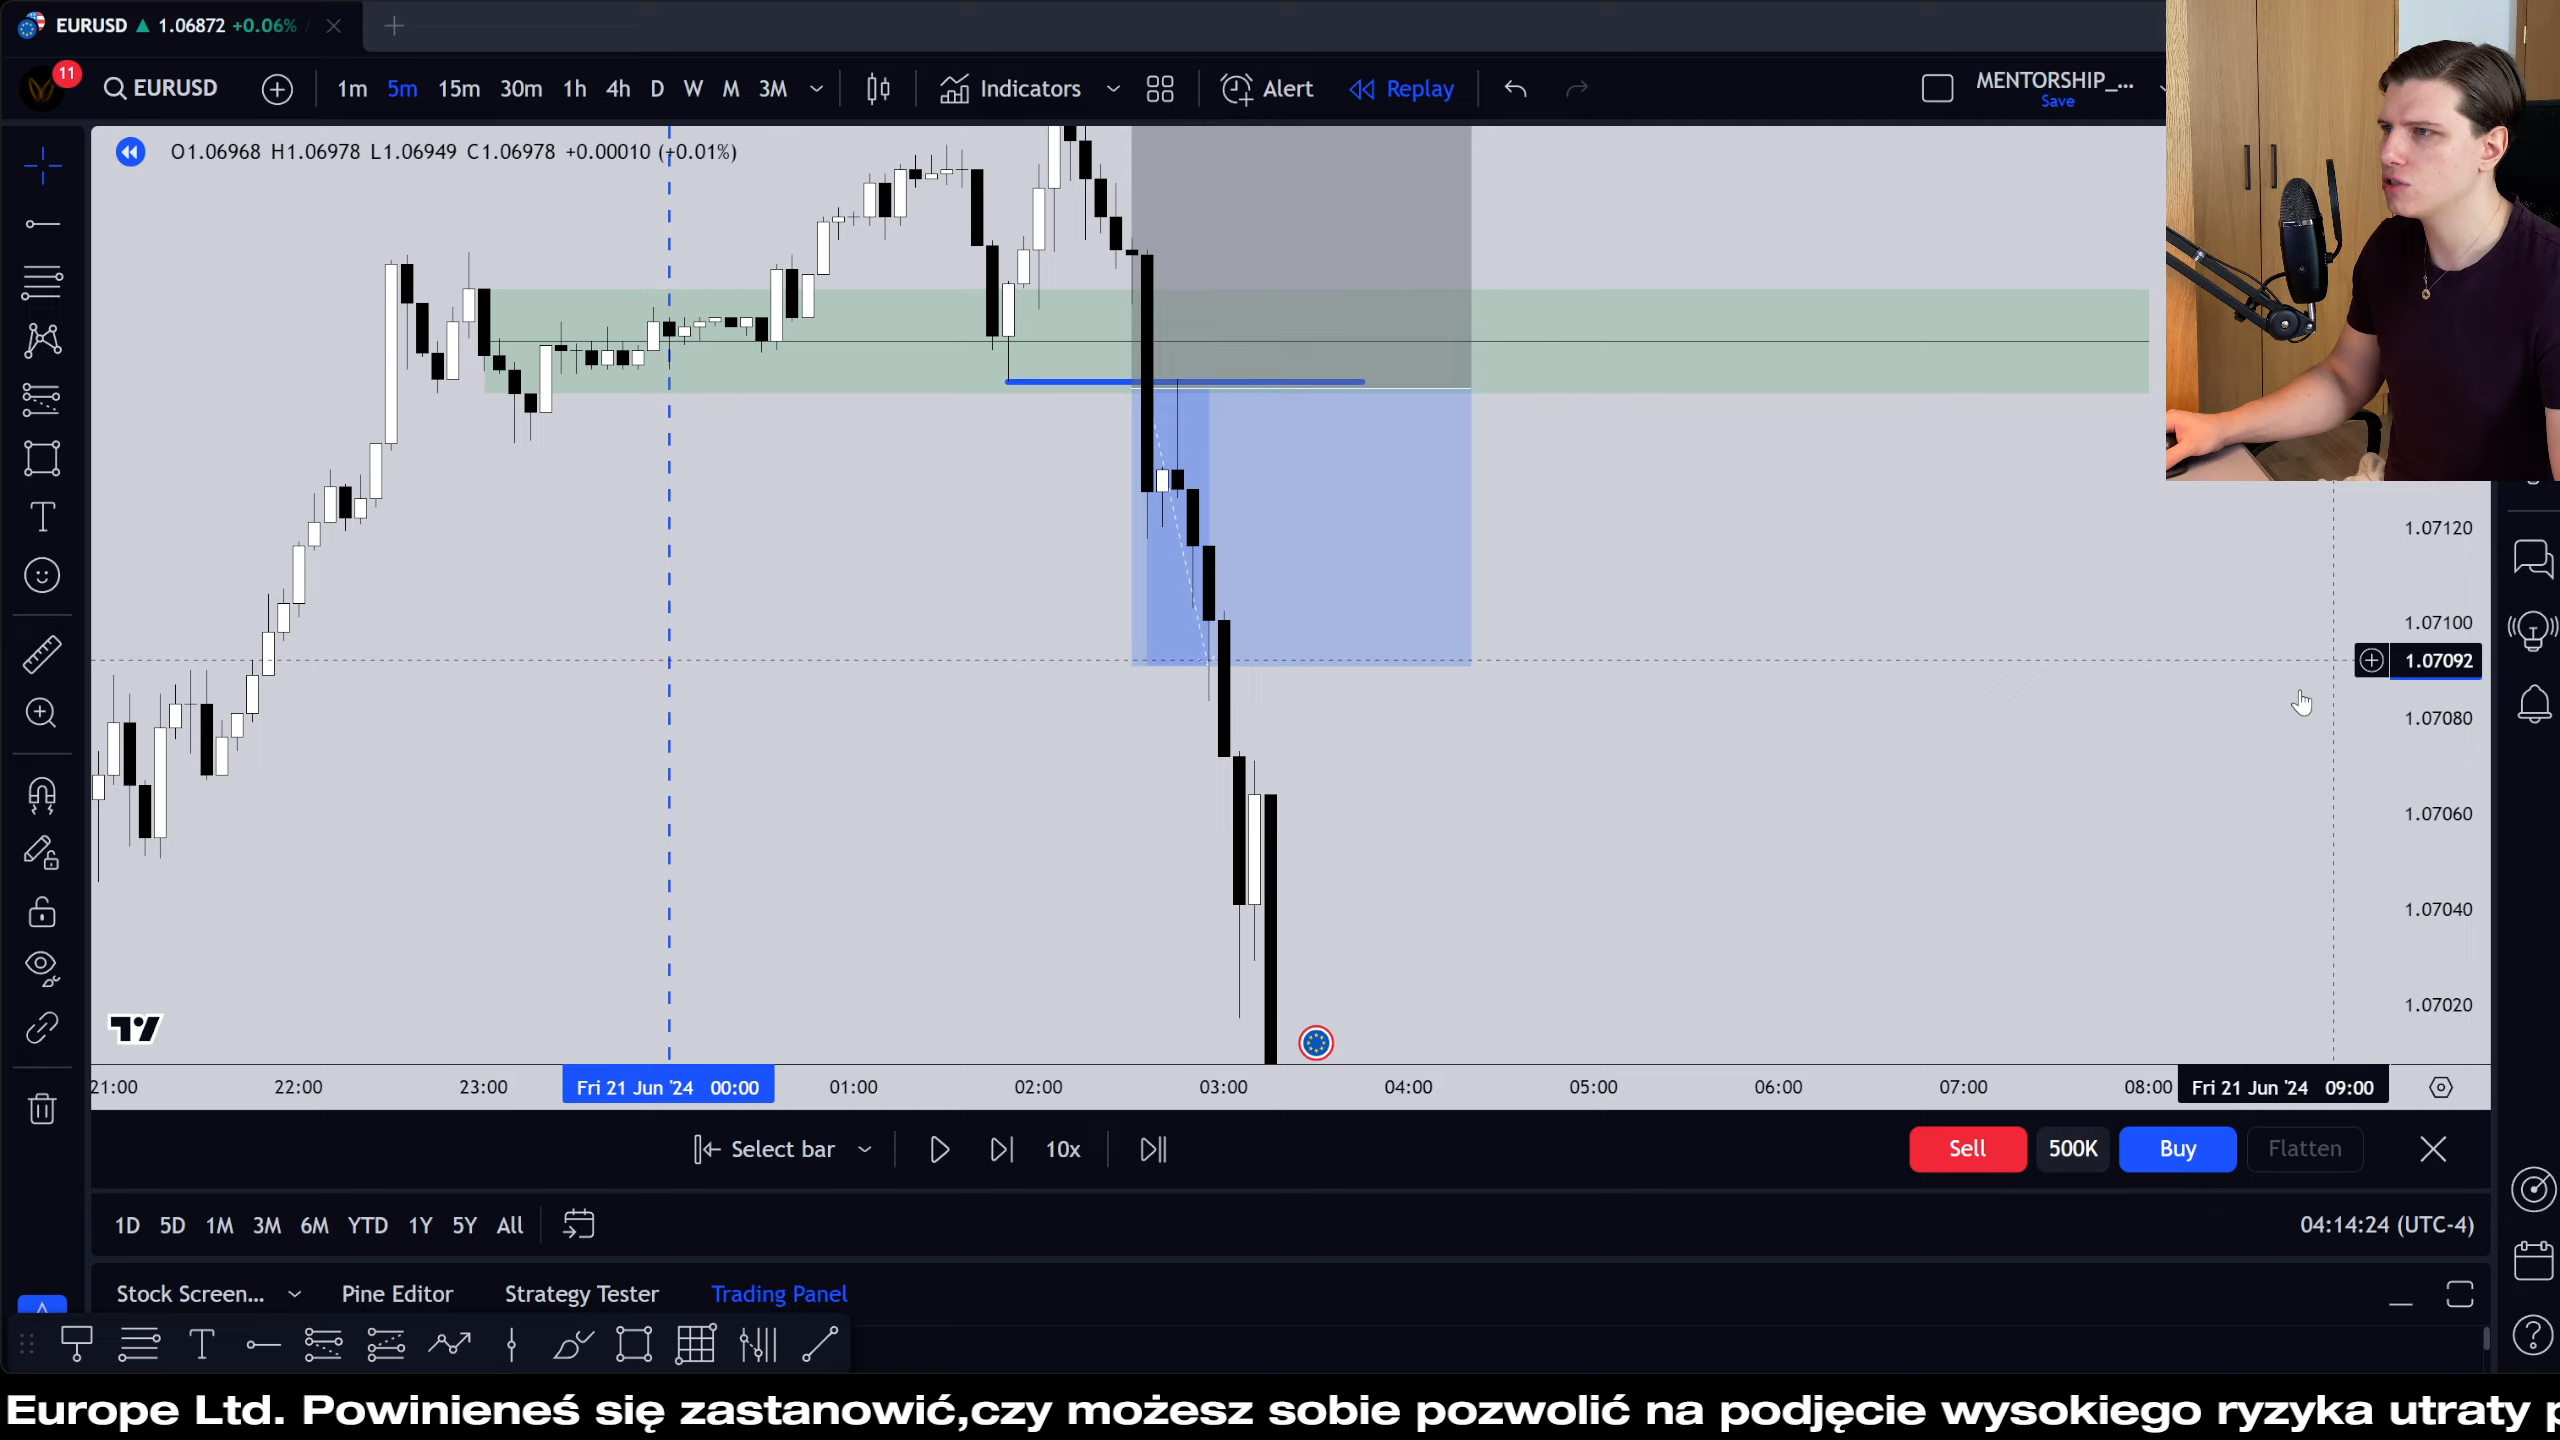 EURUSD 1.06872 +0.06%
11
EURUSD 1m 5m 15m 30m 1h 4h D W M 3M Indicators Alert Replay MENTORSHIP_...
Save
O1.06968 H1.06978 L1.06949 C1.06978 +0.00010 (+0.01%)
1.07120
1.07100
1.07092
1.07080
1.07060
1.07040
1.07020
21:00 22:00 23:00 Fri 21 Jun '24 00:00 01:00 02:00 03:00 04:00 05:00 06:00 07:00 08:00 Fri 21 Jun '24 09:00
Select bar 10x Sell 500K Buy Flatten
1D 5D 1M 3M 6M YTD 1Y 5Y All 04:14:24 (UTC-4)
Stock Screen... Pine Editor Strategy Tester Trading Panel
Europe Ltd. Powinieneś się zastanowić,czy możesz sobie pozwolić na podjęcie wysokiego ryzyka utraty